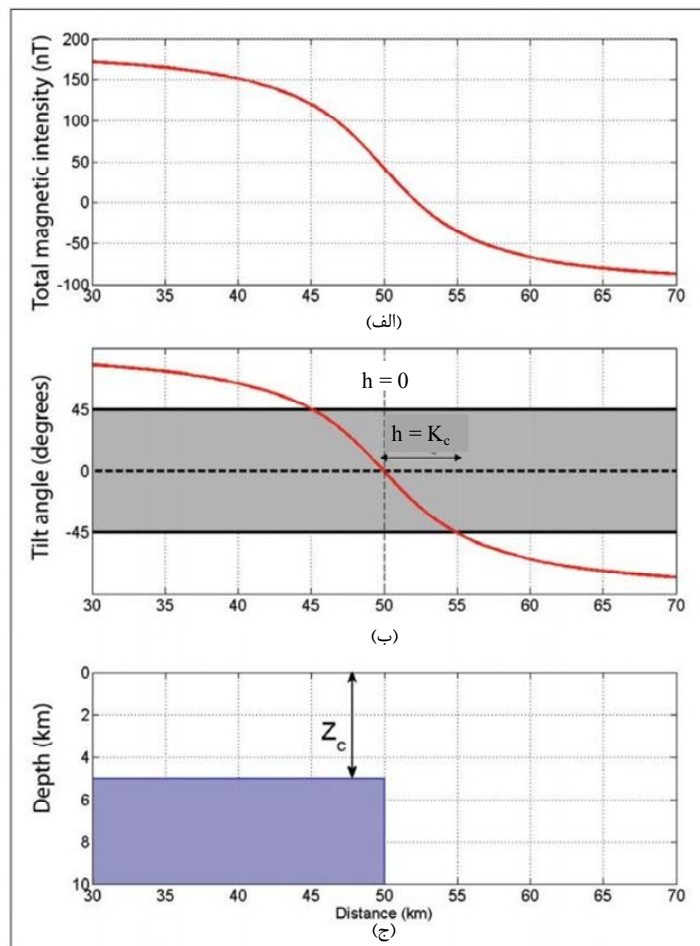 Total magnetic intensity (nT)
200
150
100
50
0
-50
-100
30 35 40 45 50 55 60 65 70
(الف)
Tilt angle (degrees)
h = 0
45
h = Kc
0
-45
30 35 40 45 50 55 60 65 70
(ب)
Depth (km)
0
2
Zc
4
6
8
10
30 35 40 45 50 55 60 65 70
Distance (km)
(ج)